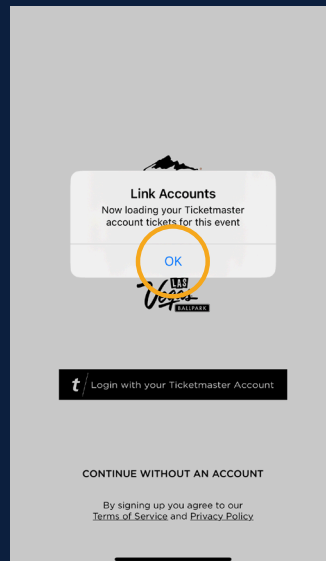 Link Accounts
Now loading your Ticketmaster
account tickets for this event
OK
LAS
Vegas
BALLPARK
t / Login with your Ticketmaster Account
CONTINUE WITHOUT AN ACCOUNT
By signing up you agree to our
Terms of Service and Privacy Policy